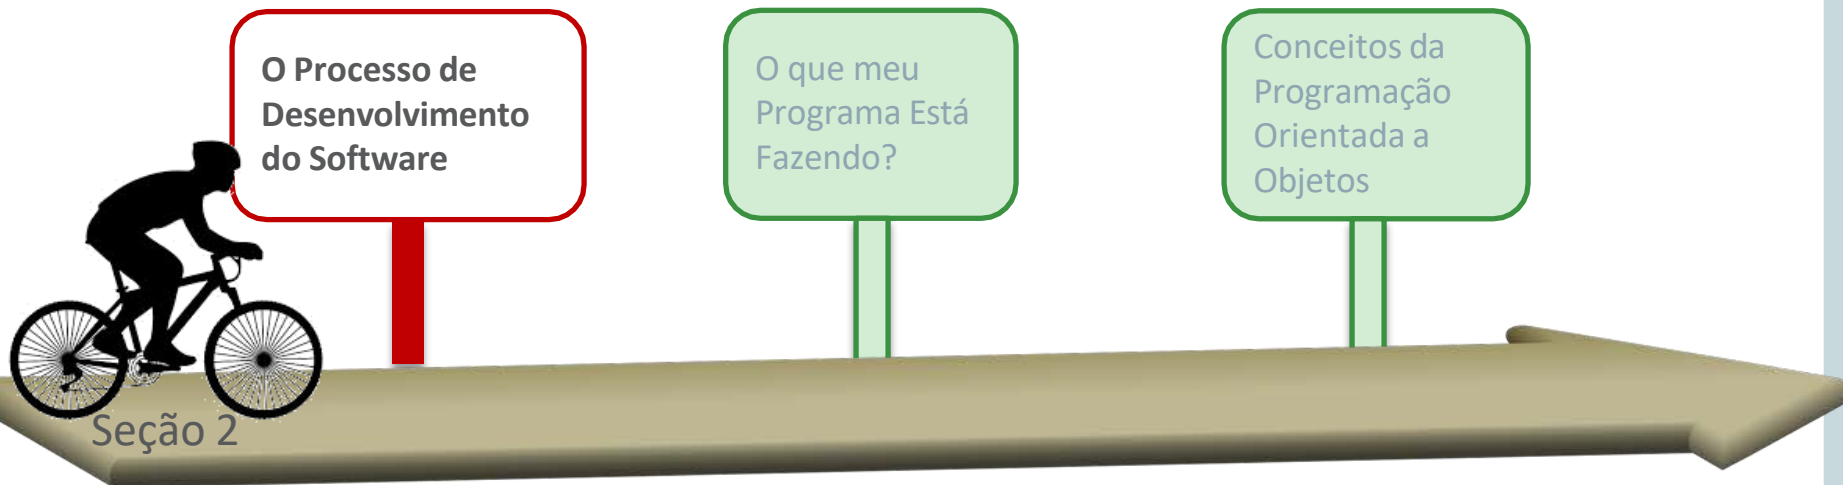 O Processo de
Desenvolvimento
do Software
O que meu
Programa Está
Fazendo?
Conceitos da
Programação
Orientada a
Objetos
Seção 2